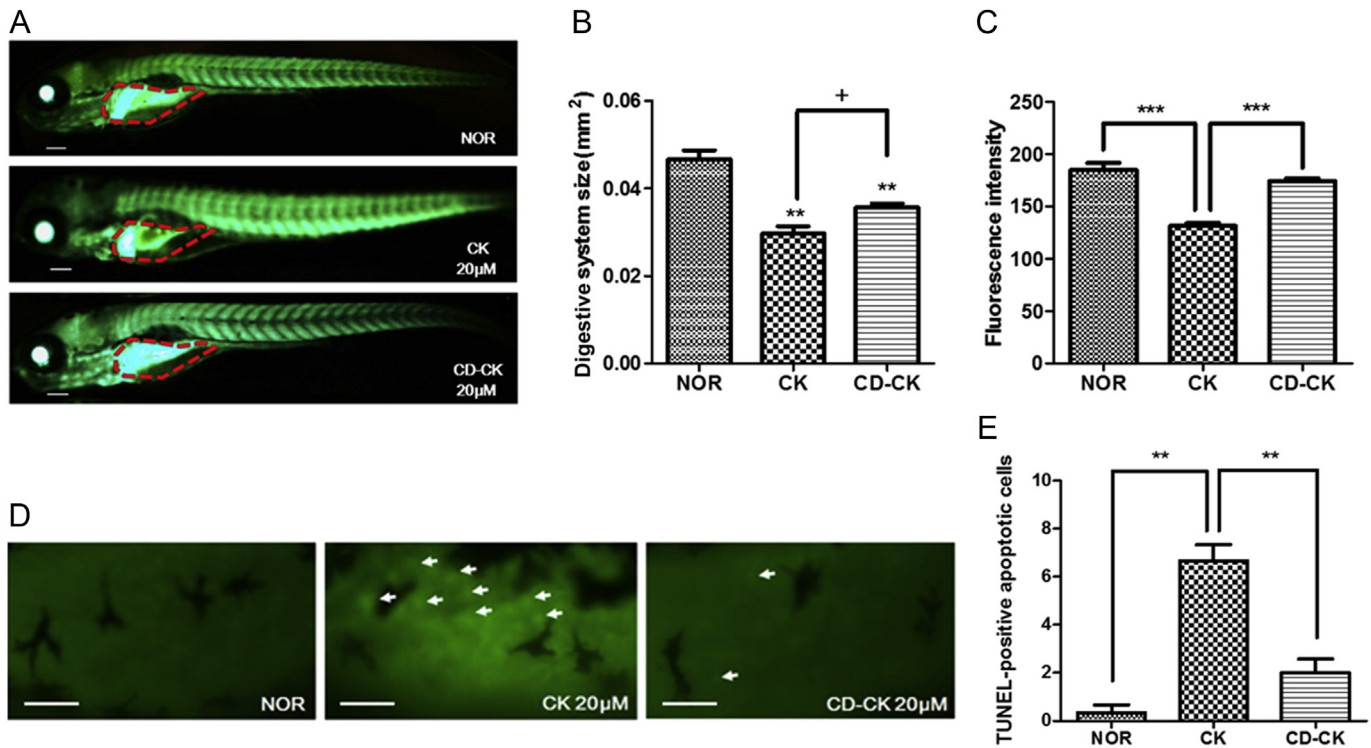 A
NOR
CK
20µM
CD-CK
20µM
B
Digestive system size(mm²)
0.06
0.04
0.02
0.00
+
**
**
NOR
CK
CD-CK
C
Fluorescence intensity
250
200
150
100
50
0
***
***
NOR
CK
CD-CK
D
NOR
CK 20µM
CD-CK 20µM
E
TUNEL-positive apoptotic cells
10
8
6
4
2
0
**
**
NOR
CK
CD-CK